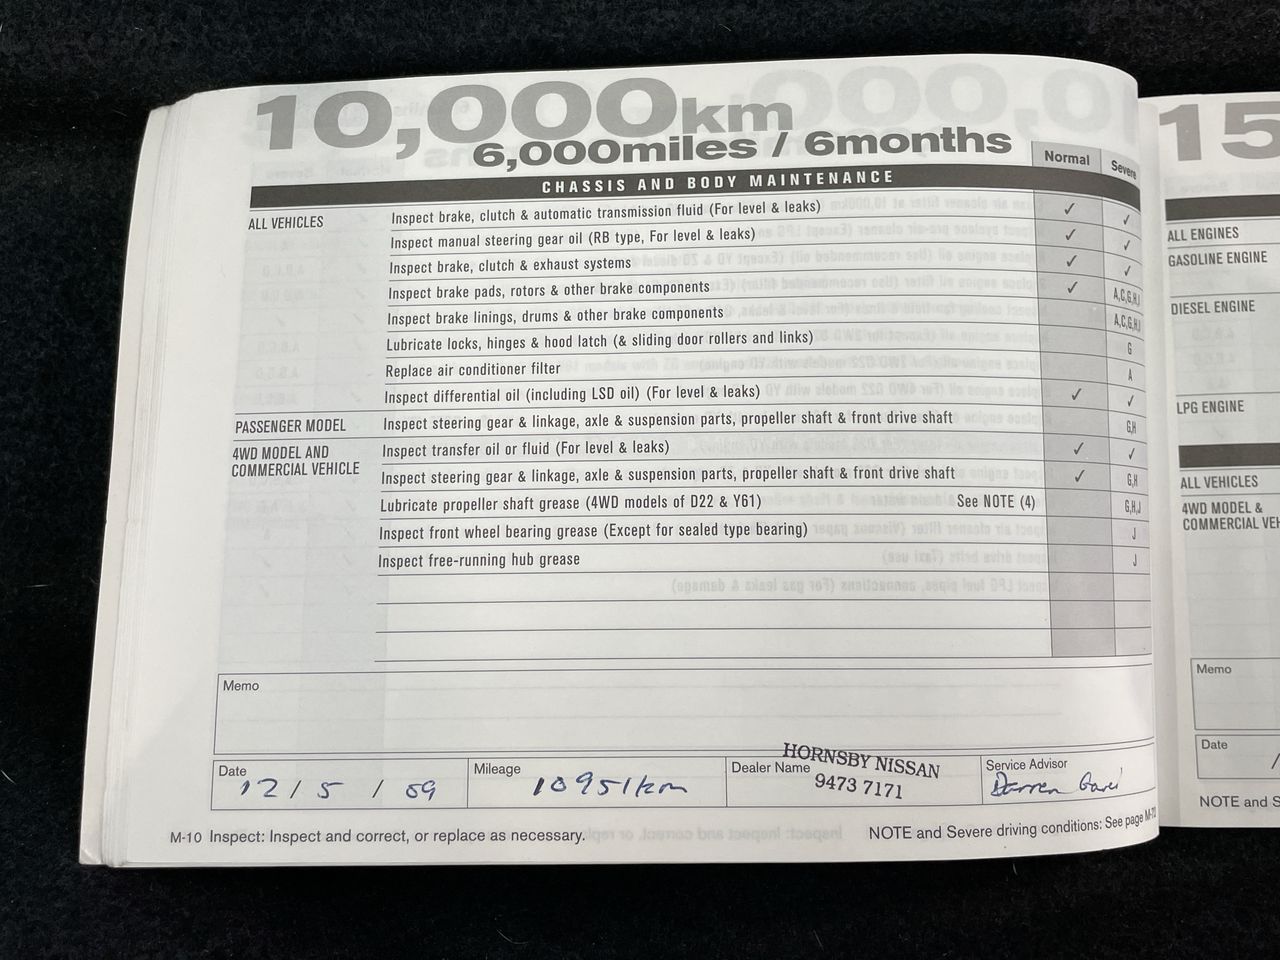 10,000km
6,000miles / 6months
Normal Severe
CHASSIS AND BODY MAINTENANCE
ALL VEHICLES Inspect brake, clutch & automatic transmission fluid (For level & leaks) ✓ ✓
Inspect manual steering gear oil (RB type, For level & leaks) ✓ ✓
Inspect brake, clutch & exhaust systems ✓ ✓
Inspect brake pads, rotors & other brake components ✓ A,C,G,H,J
Inspect brake linings, drums & other brake components A,C,G,H,J
Lubricate locks, hinges & hood latch (& sliding door rollers and links) G
Replace air conditioner filter A
Inspect differential oil (including LSD oil) (For level & leaks) ✓ ✓
PASSENGER MODEL Inspect steering gear & linkage, axle & suspension parts, propeller shaft & front drive shaft G,H
4WD MODEL AND
COMMERCIAL VEHICLE
Inspect transfer oil or fluid (For level & leaks) ✓ ✓
Inspect steering gear & linkage, axle & suspension parts, propeller shaft & front drive shaft ✓ G,H
Lubricate propeller shaft grease (4WD models of D22 & Y61) See NOTE (4) G,H,J
Inspect front wheel bearing grease (Except for sealed type bearing) J
Inspect free-running hub grease J
Memo
Date 12 / 5 / 09
Mileage 10951km
Dealer Name HORNSBY NISSAN
9473 7171
Service Advisor Darren
M-10 Inspect: Inspect and correct, or replace as necessary.
NOTE and Severe driving conditions: See page
15
ALL ENGINES
GASOLINE ENGINE
DIESEL ENGINE
LPG ENGINE
ALL VEHICLES
4WD MODEL &
COMMERCIAL VEH
Memo
Date /
NOTE and S